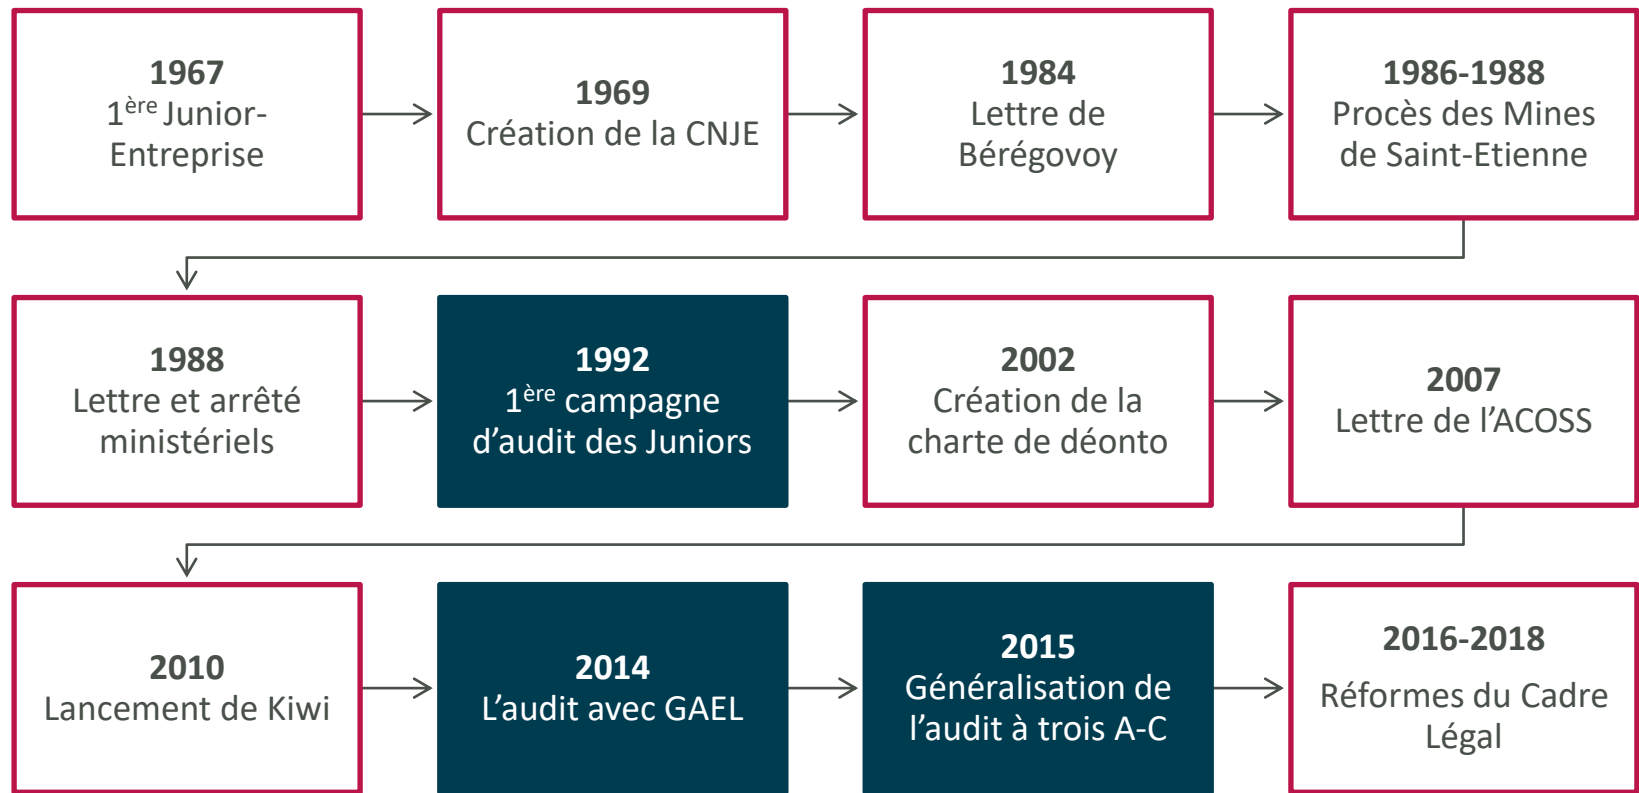 1967
1ère Junior-
Entreprise
1969
Création de la CNJE
1984
Lettre de
Bérégovoy
1986-1988
Procès des Mines
de Saint-Etienne
1988
Lettre et arrêté
ministériels
1992
1ère campagne
d’audit des Juniors
2002
Création de la
charte de déonto
2007
Lettre de l’ACOSS
2010
Lancement de Kiwi
2014
L’audit avec GAEL
2015
Généralisation de
l’audit à trois A-C
2016-2018
Réformes du Cadre
Légal